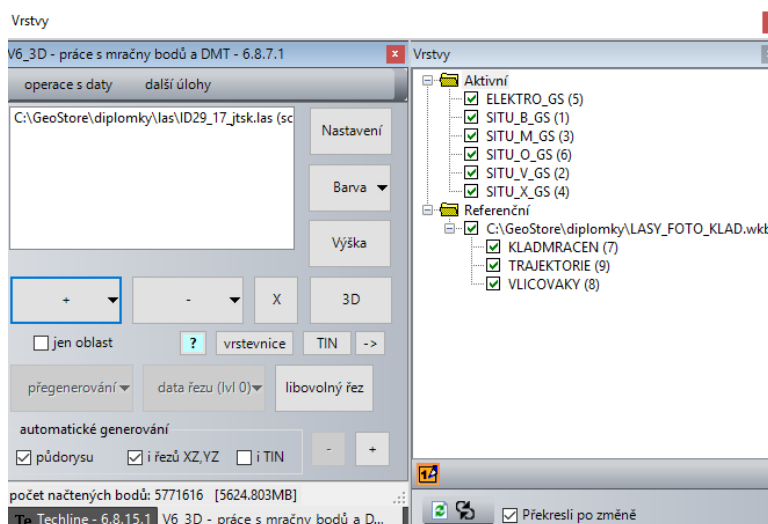 Vrstvy
V6_3D - práce s mračny bodů a DMT - 6.8.7.1
operace s daty další úlohy
C:\GeoStore\diplomky\las\ID29_17_jtsk.las (sc
Nastavení
Barva
Výška
+ - X 3D
jen oblast ? vrstevnice TIN ->
přegenerování data řezu (lvl 0) libovolný řez
automatické generování
půdorysu i řezů XZ,YZ i TIN - +
počet načtených bodů: 5771616 [5624.803MB]
Te Techline - 6.8.15.1 V6_3D - práce s mračny bodů a D...
Vrstvy
Aktivní
ELEKTRO_GS (5)
SITU_B_GS (1)
SITU_M_GS (3)
SITU_O_GS (6)
SITU_V_GS (2)
SITU_X_GS (4)
Referenční
C:\GeoStore\diplomky\LASY_FOTO_KLAD.wkb
KLADMRACEN (7)
TRAJEKTORIE (9)
VLICOVAKY (8)
Překresli po změně